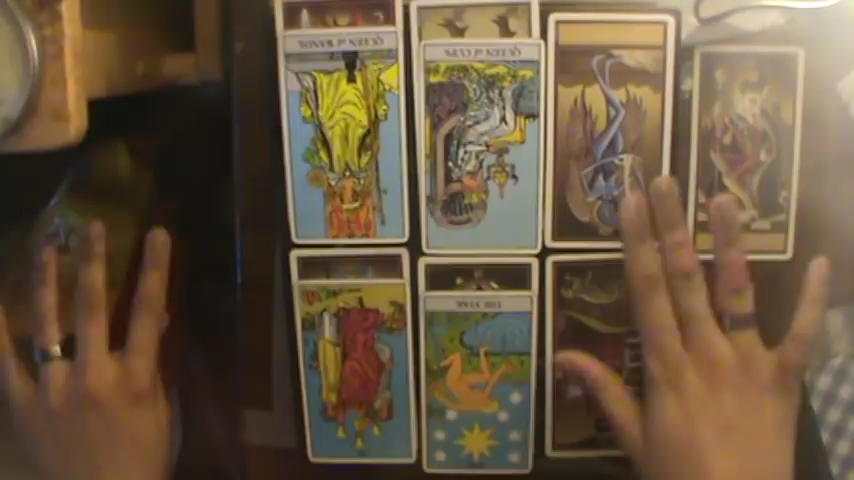 QUEEN of WANDS.
QUEEN of CUPS.
THE STAR.